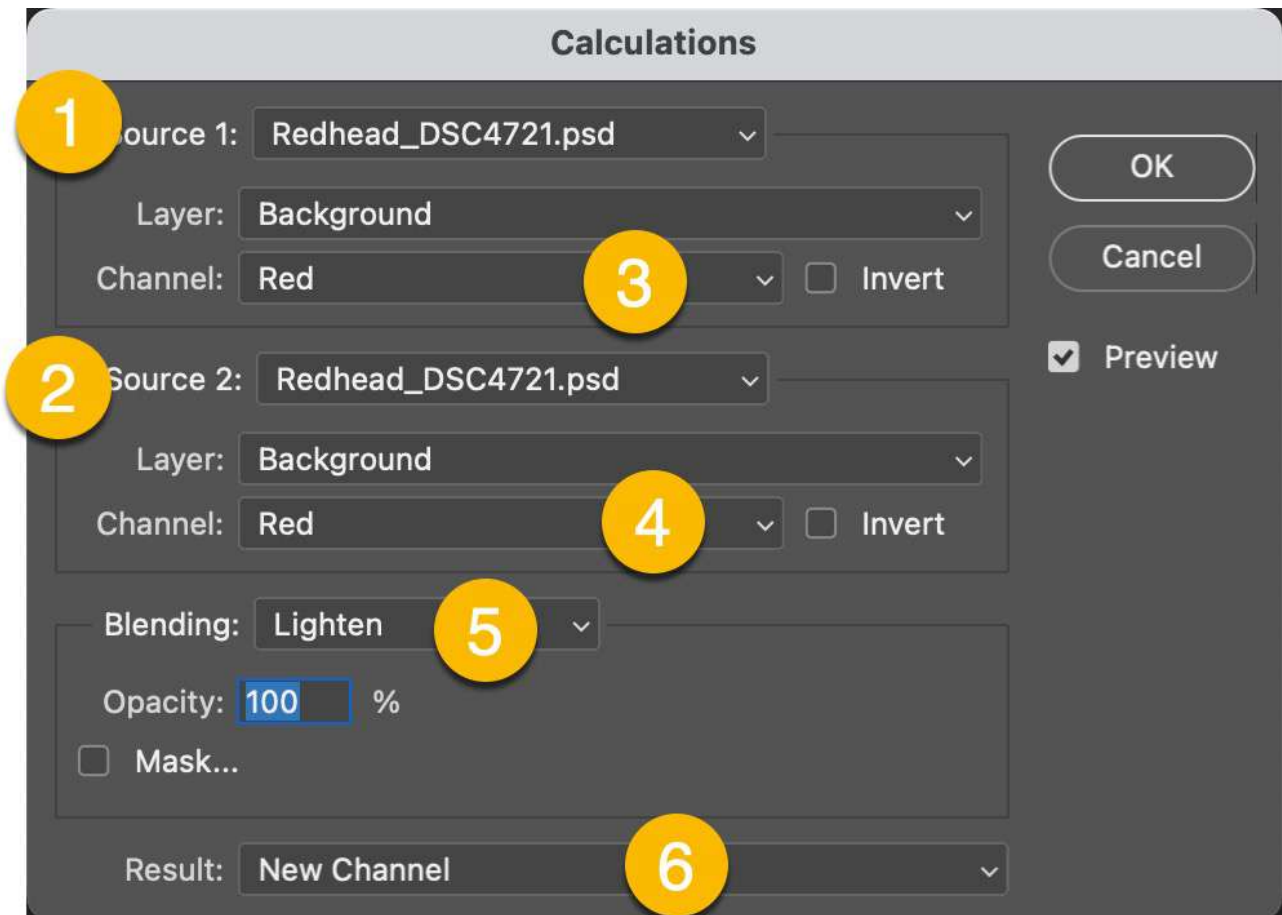 Calculations
1 Source 1: Redhead_DSC4721.psd
OK
Layer: Background
Channel: Red 3 Invert
Cancel
2 Source 2: Redhead_DSC4721.psd
Preview
Layer: Background
Channel: Red 4 Invert
Blending: Lighten 5
Opacity: 100 %
Mask...
Result: New Channel 6